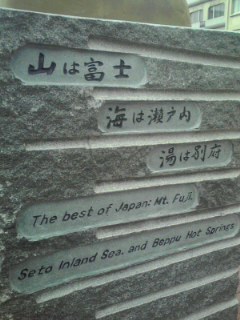 山は富士
海は瀬戸内
湯は別府
The best of Japan: Mt. Fuji,
Seto Inland Sea, and Beppu Hot Springs